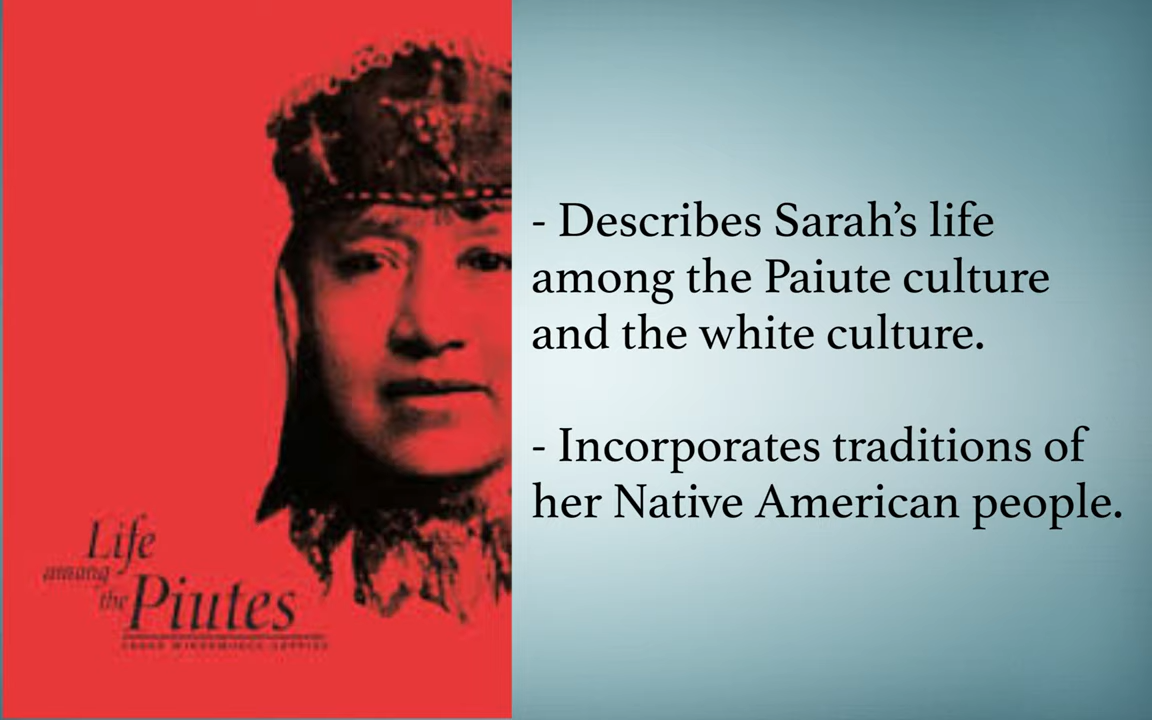 Life
among
the Piutes
- Describes Sarah's life
among the Paiute culture
and the white culture.
- Incorporates traditions of
her Native American people.